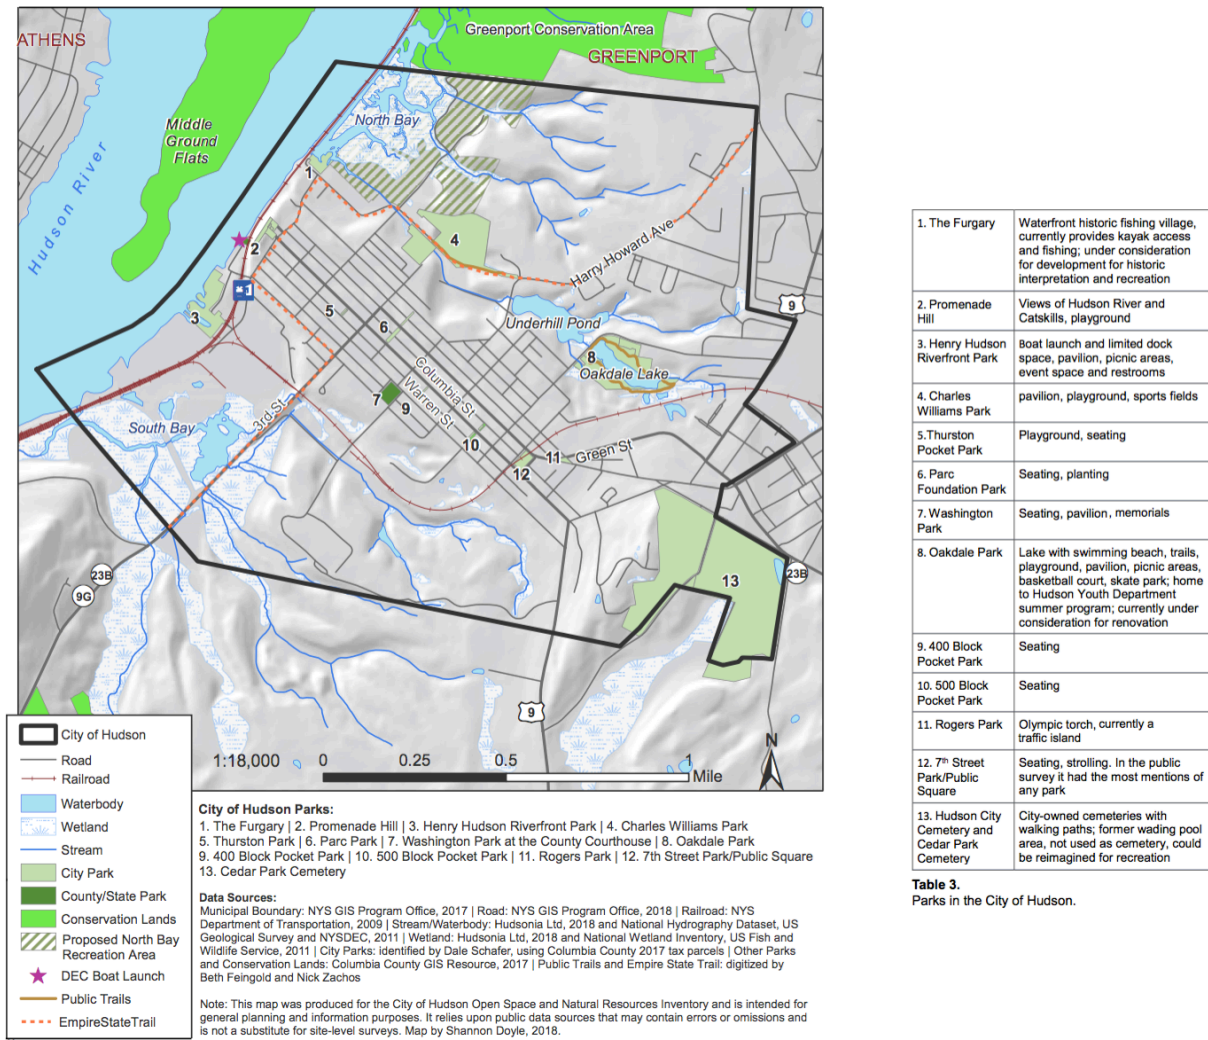 ATHENS
Greenport Conservation Area
GREENPORT
Middle
Ground
Flats
North Bay
Hudson River
1
2
3
4
Harry Howard Ave
9
5
6
Underhill Pond
8
Oakdale Lake
Columbia St
Warren St
7
9
3rd St
South Bay
10
11
Green St
12
13
23B
23B
9G
9
N
1:18,000
0
0.25
0.5
1
Mile
City of Hudson
Road
Railroad
Waterbody
Wetland
Stream
City Park
County/State Park
Conservation Lands
Proposed North Bay
Recreation Area
DEC Boat Launch
Public Trails
EmpireStateTrail
City of Hudson Parks:
1. The Furgary | 2. Promenade Hill | 3. Henry Hudson Riverfront Park | 4. Charles Williams Park
5. Thurston Park | 6. Parc Park | 7. Washington Park at the County Courthouse | 8. Oakdale Park
9. 400 Block Pocket Park | 10. 500 Block Pocket Park | 11. Rogers Park | 12. 7th Street Park/Public Square
13. Cedar Park Cemetery
Data Sources:
Municipal Boundary: NYS GIS Program Office, 2017 | Road: NYS GIS Program Office, 2018 | Railroad: NYS
Department of Transportation, 2009 | Stream/Waterbody: Hudsonia Ltd, 2018 and National Hydrography Dataset, US
Geological Survey and NYSDEC, 2011 | Wetland: Hudsonia Ltd, 2018 and National Wetland Inventory, US Fish and
Wildlife Service, 2011 | City Parks: identified by Dale Schafer, using Columbia County 2017 tax parcels | Other Parks
and Conservation Lands: Columbia County GIS Resource, 2017 | Public Trails and Empire State Trail: digitized by
Beth Feingold and Nick Zachos
Note: This map was produced for the City of Hudson Open Space and Natural Resources Inventory and is intended for
general planning and information purposes. It relies upon public data sources that may contain errors or omissions and
is not a substitute for site-level surveys. Map by Shannon Doyle, 2018.
1. The Furgary
Waterfront historic fishing village,
currently provides kayak access
and fishing; under consideration
for development for historic
interpretation and recreation
2. Promenade
Hill
Views of Hudson River and
Catskills, playground
3. Henry Hudson
Riverfront Park
Boat launch and limited dock
space, pavilion, picnic areas,
event space and restrooms
4. Charles
Williams Park
pavilion, playground, sports fields
5.Thurston
Pocket Park
Playground, seating
6. Parc
Foundation Park
Seating, planting
7. Washington
Park
Seating, pavilion, memorials
8. Oakdale Park
Lake with swimming beach, trails,
playground, pavilion, picnic areas,
basketball court, skate park; home
to Hudson Youth Department
summer program; currently under
consideration for renovation
9. 400 Block
Pocket Park
Seating
10. 500 Block
Pocket Park
Seating
11. Rogers Park
Olympic torch, currently a
traffic island
12. 7th Street
Park/Public
Square
Seating, strolling. In the public
survey it had the most mentions of
any park
13. Hudson City
Cemetery and
Cedar Park
Cemetery
City-owned cemeteries with
walking paths; former wading pool
area, not used as cemetery, could
be reimagined for recreation
Table 3.
Parks in the City of Hudson.